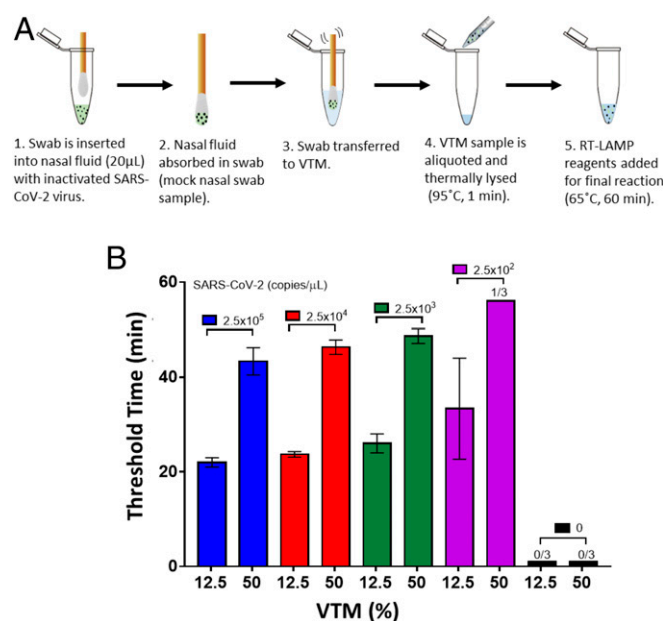 A
1. Swab is inserted
into nasal fluid (20µL)
with inactivated SARS-
CoV-2 virus.
2. Nasal fluid
absorbed in swab
(mock nasal swab
sample).
3. Swab transferred
to VTM.
4. VTM sample is
aliquoted and
thermally lysed
(95˚C, 1 min).
5. RT-LAMP
reagents added
for final reaction
(65˚C, 60 min).
B
SARS-CoV-2 (copies/µL)
2.5x10⁵
2.5x10⁴
2.5x10³
2.5x10²
1/3
0
0/3 0/3
Threshold Time (min)
60
40
20
0
12.5 50 12.5 50 12.5 50 12.5 50 12.5 50
VTM (%)